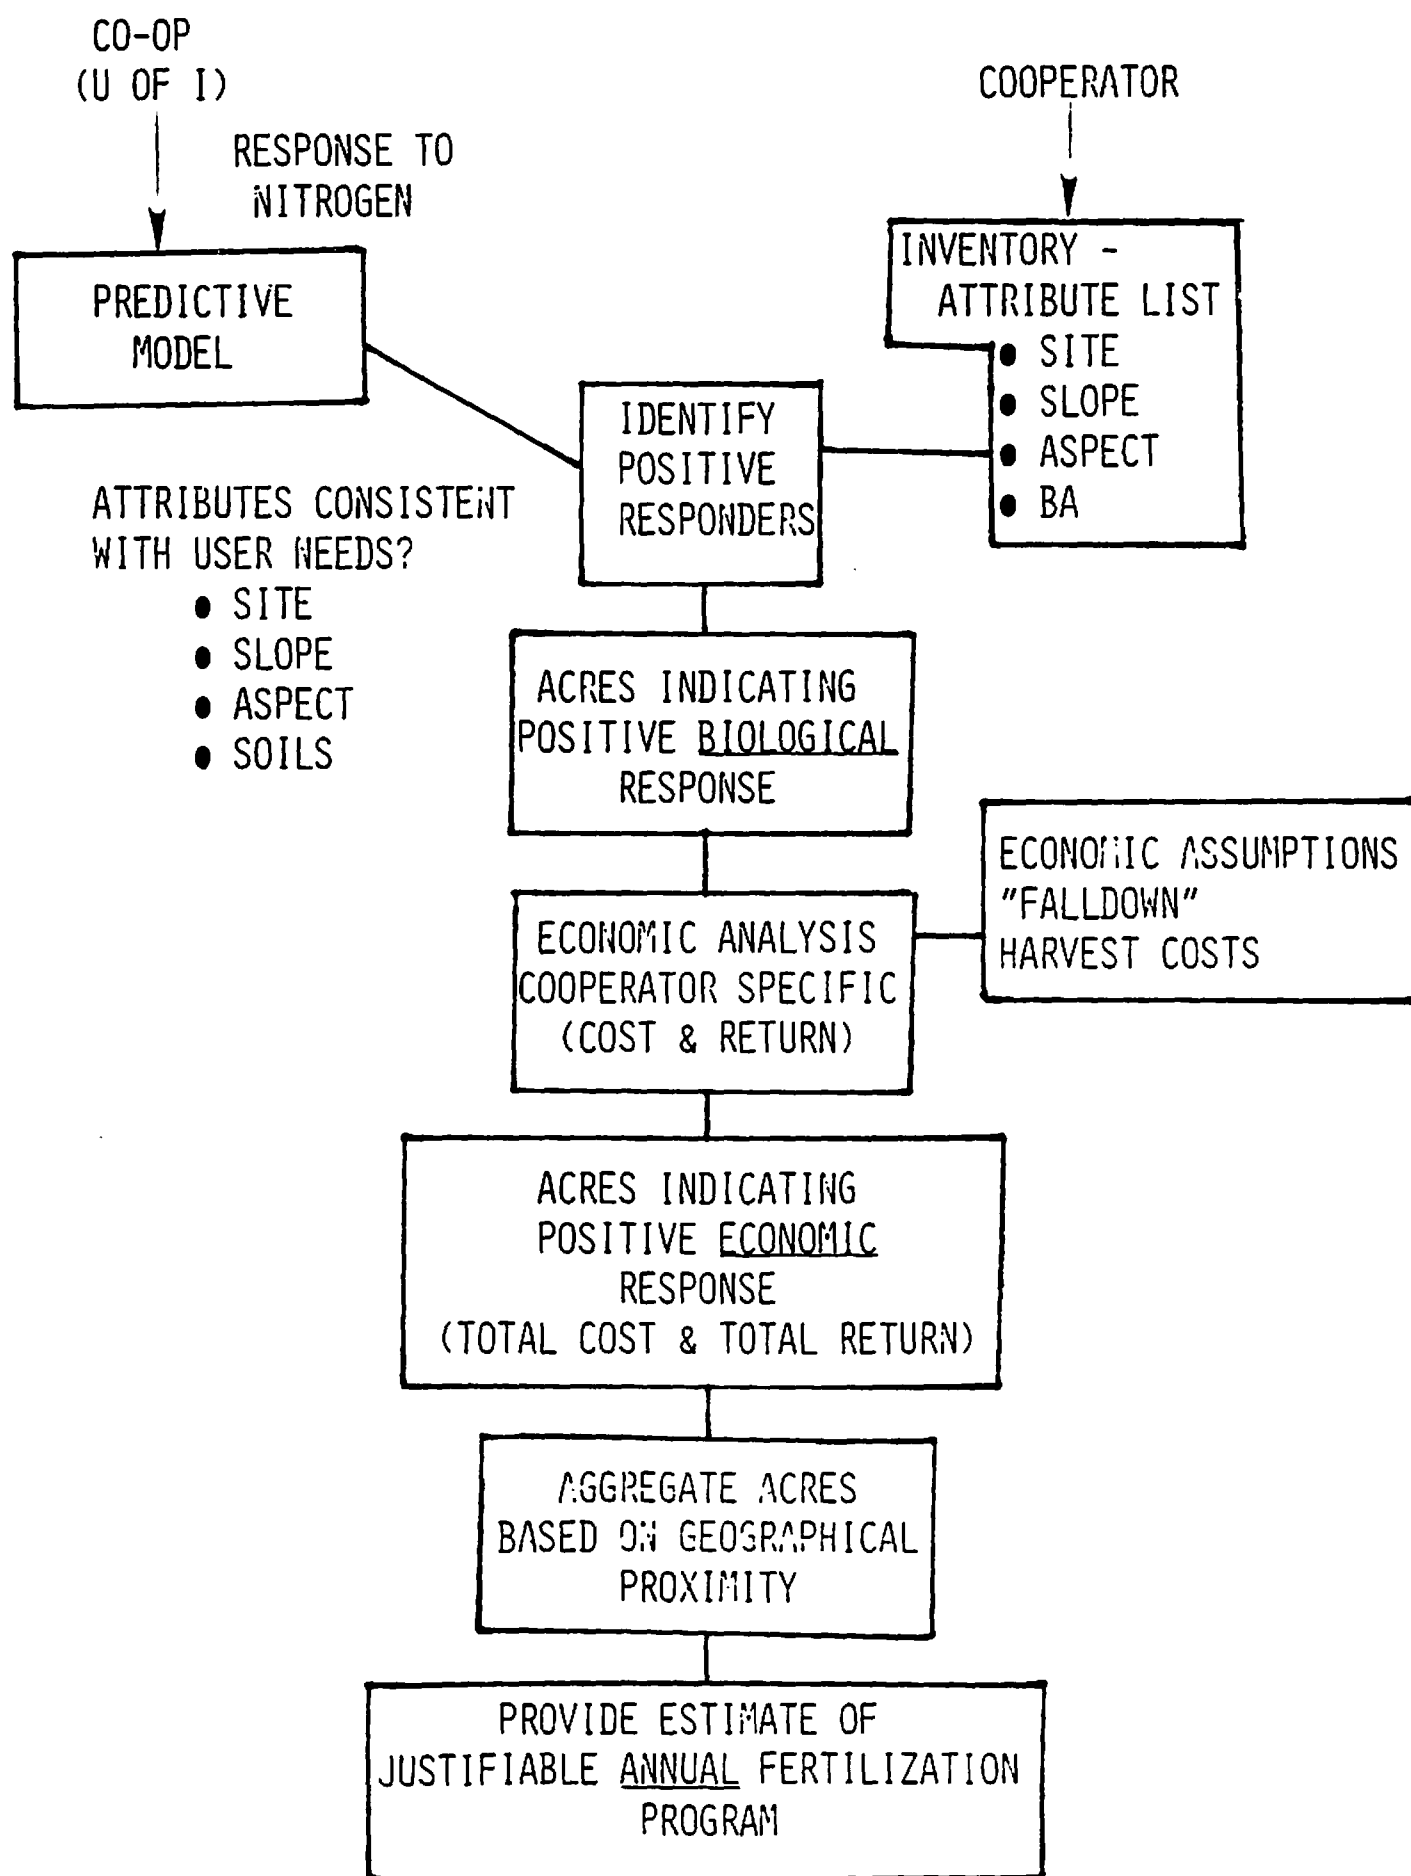 CO-OP
(U OF I)
RESPONSE TO
NITROGEN
PREDICTIVE
MODEL
COOPERATOR
INVENTORY -
ATTRIBUTE LIST
● SITE
● SLOPE
● ASPECT
● BA
IDENTIFY
POSITIVE
RESPONDERS
ATTRIBUTES CONSISTENT
WITH USER NEEDS?
● SITE
● SLOPE
● ASPECT
● SOILS
ACRES INDICATING
POSITIVE BIOLOGICAL
RESPONSE
ECONOMIC ANALYSIS
COOPERATOR SPECIFIC
(COST & RETURN)
ECONOMIC ASSUMPTIONS
"FALLDOWN"
HARVEST COSTS
ACRES INDICATING
POSITIVE ECONOMIC
RESPONSE
(TOTAL COST & TOTAL RETURN)
AGGREGATE ACRES
BASED ON GEOGRAPHICAL
PROXIMITY
PROVIDE ESTIMATE OF
JUSTIFIABLE ANNUAL FERTILIZATION
PROGRAM